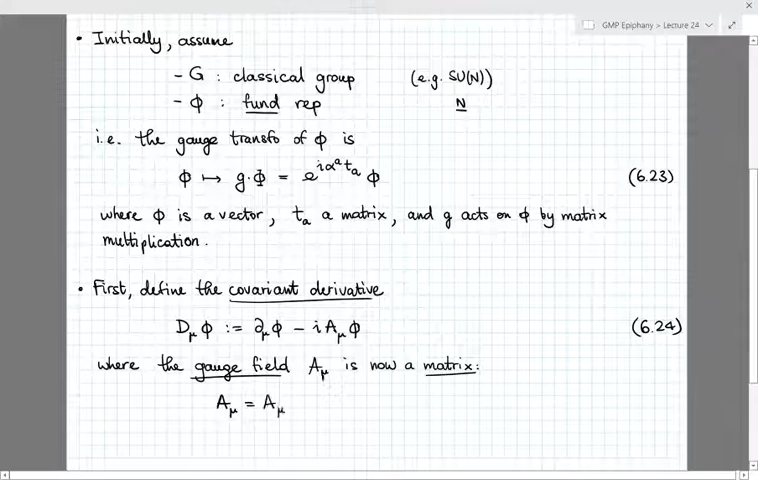 GMP Epiphany > Lecture 24
• Initially, assume
- G : classical group (e.g. SU(N))
- Φ : fund rep N
i.e. the gauge transfo of Φ is
Φ ↦ g·Φ = e^{iα^a t_a} Φ (6.23)
where Φ is a vector, t_a a matrix, and g acts on Φ by matrix
multiplication.
• First, define the covariant derivative
D_μ Φ := ∂_μ Φ - i A_μ Φ (6.24)
where the gauge field A_μ is now a matrix:
A_μ = A_μ